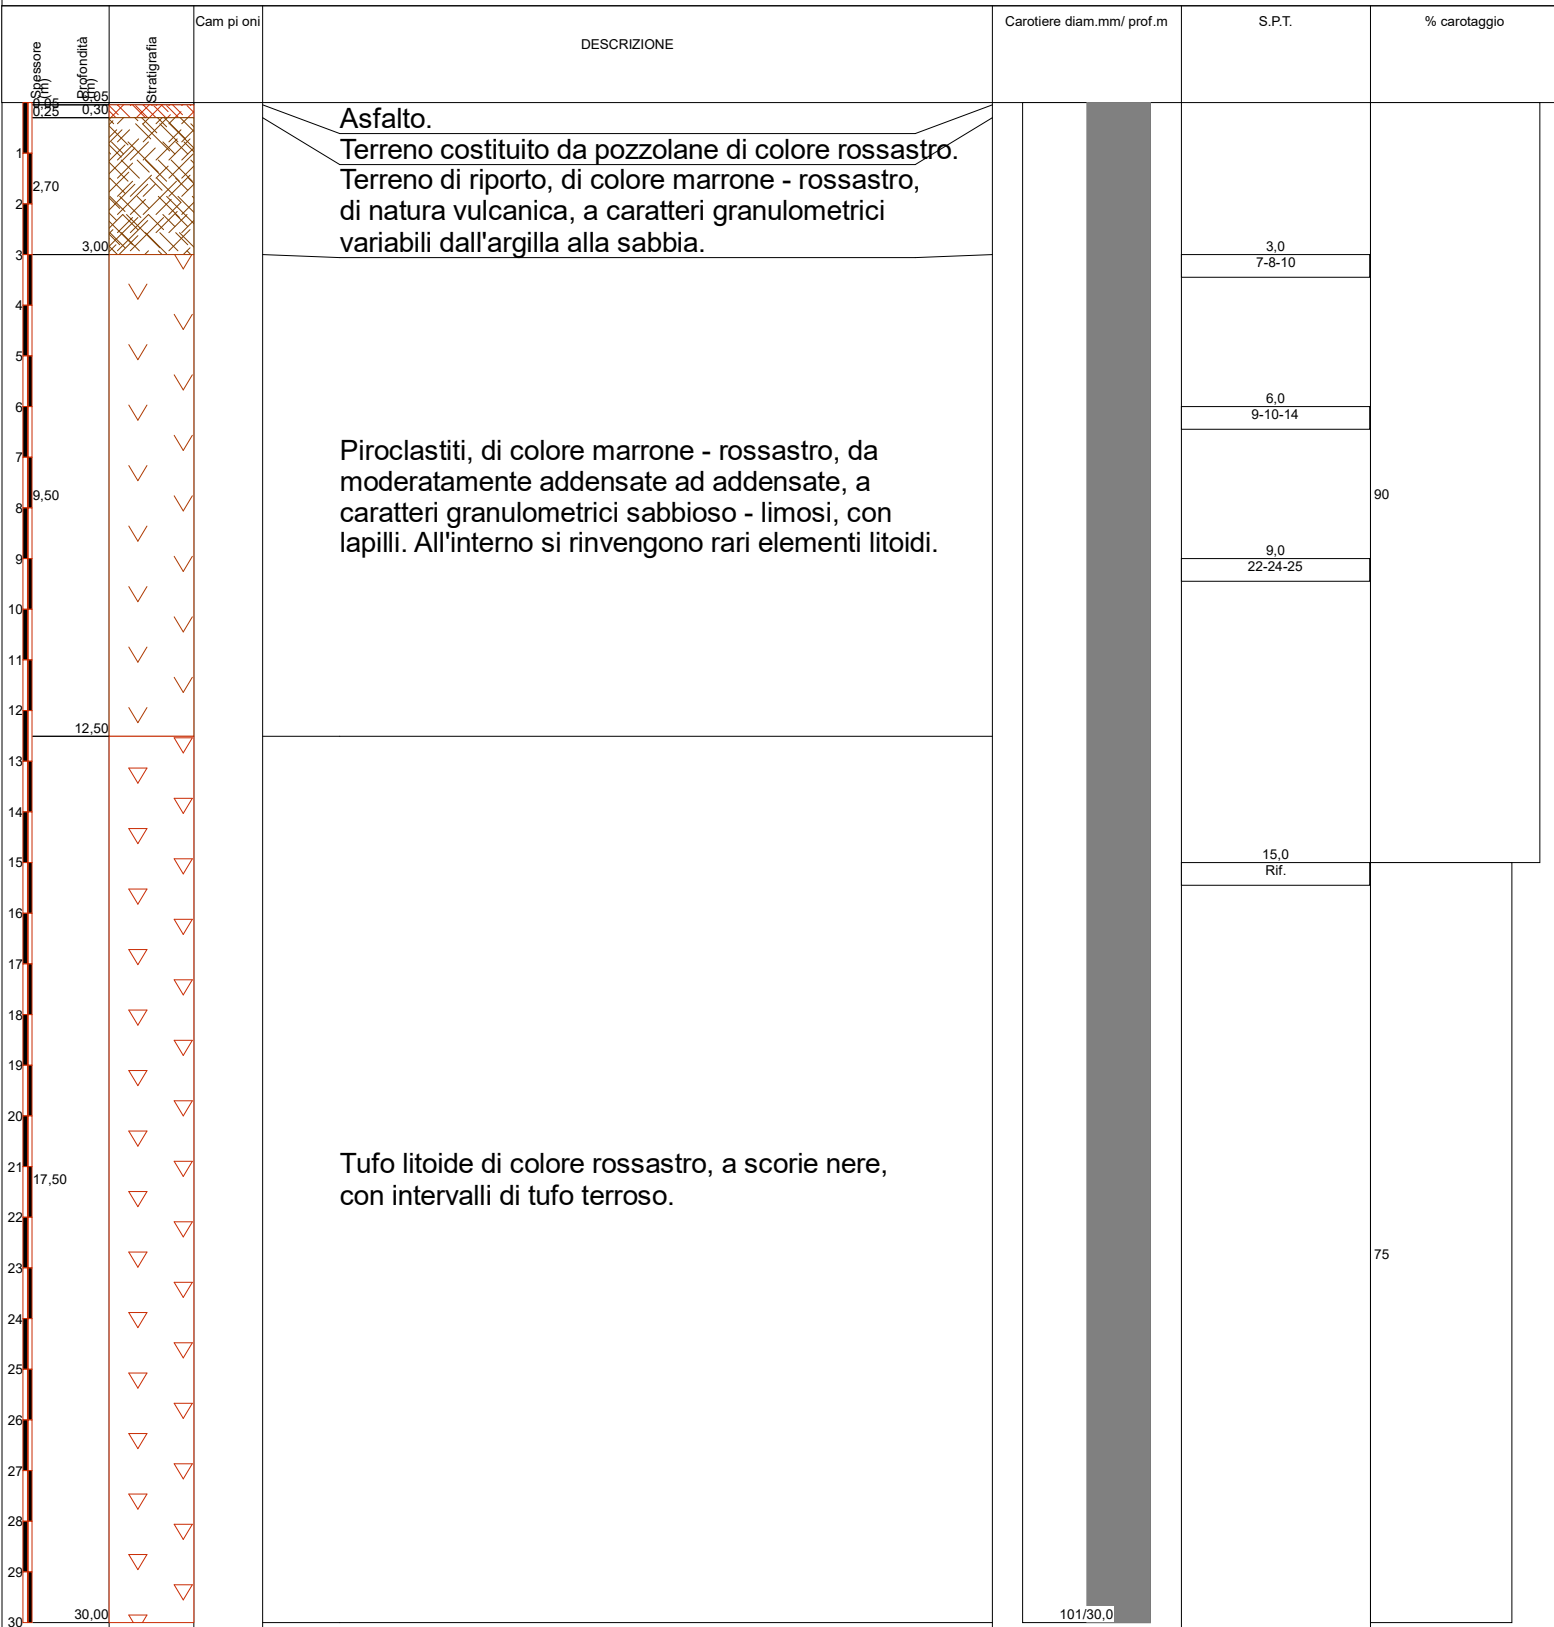 Spessore (m)
Profondità (m)
Stratigrafia
Cam pi oni
DESCRIZIONE
Carotiere diam.mm/ prof.m
S.P.T.
% carotaggio
0,05
0,05
0,25
0,30
Asfalto.
Terreno costituito da pozzolane di colore rossastro.
Terreno di riporto, di colore marrone - rossastro,
di natura vulcanica, a caratteri granulometrici
variabili dall'argilla alla sabbia.
1
2,70
2
3,00
3
3,0
7-8-10
4
5
6
6,0
9-10-14
Piroclastiti, di colore marrone - rossastro, da
moderatamente addensate ad addensate, a
caratteri granulometrici sabbioso - limosi, con
lapilli. All'interno si rinvengono rari elementi litoidi.
7
9,50
90
8
9
9,0
22-24-25
10
11
12
12,50
13
14
15
15,0
Rif.
16
17
18
19
20
21
17,50
Tufo litoide di colore rossastro, a scorie nere,
con intervalli di tufo terroso.
22
23
75
24
25
26
27
28
29
30
30,00
101/30,0